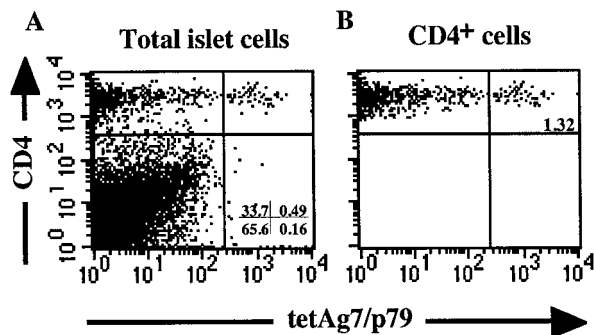 A
Total islet cells
B
CD4+ cells
CD4
10^4
10^3
10^2
10^1
10^0
33.7 0.49
65.6 0.16
10^0 10^1 10^2 10^3 10^4
1.32
10^0 10^1 10^2 10^3 10^4
tetAg7/p79